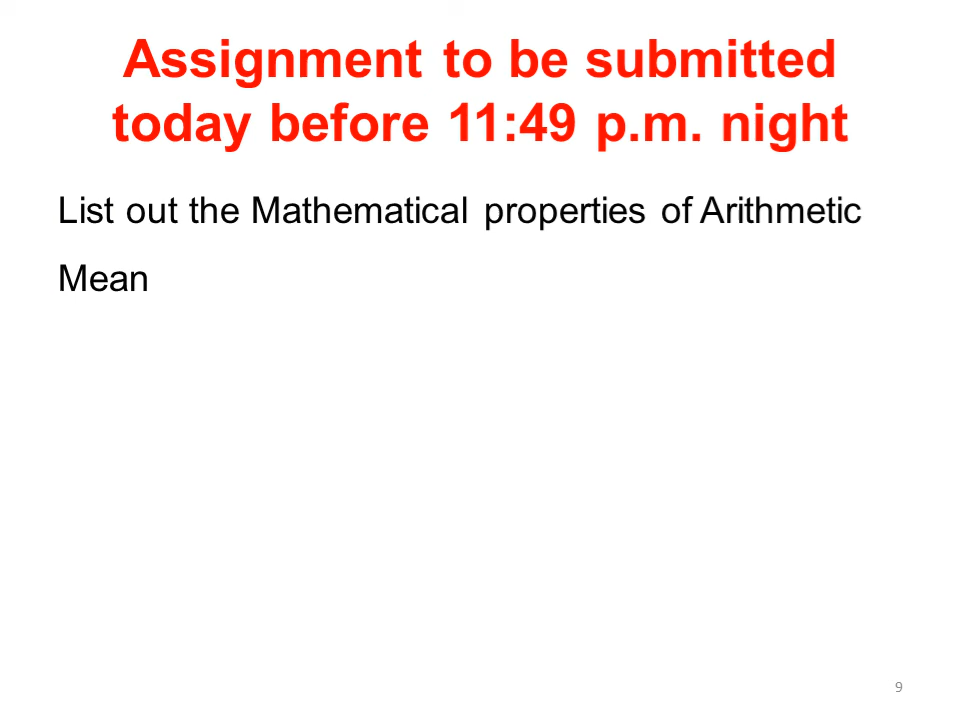 Assignment to be submitted
today before 11:49 p.m. night
List out the Mathematical properties of Arithmetic
Mean
9